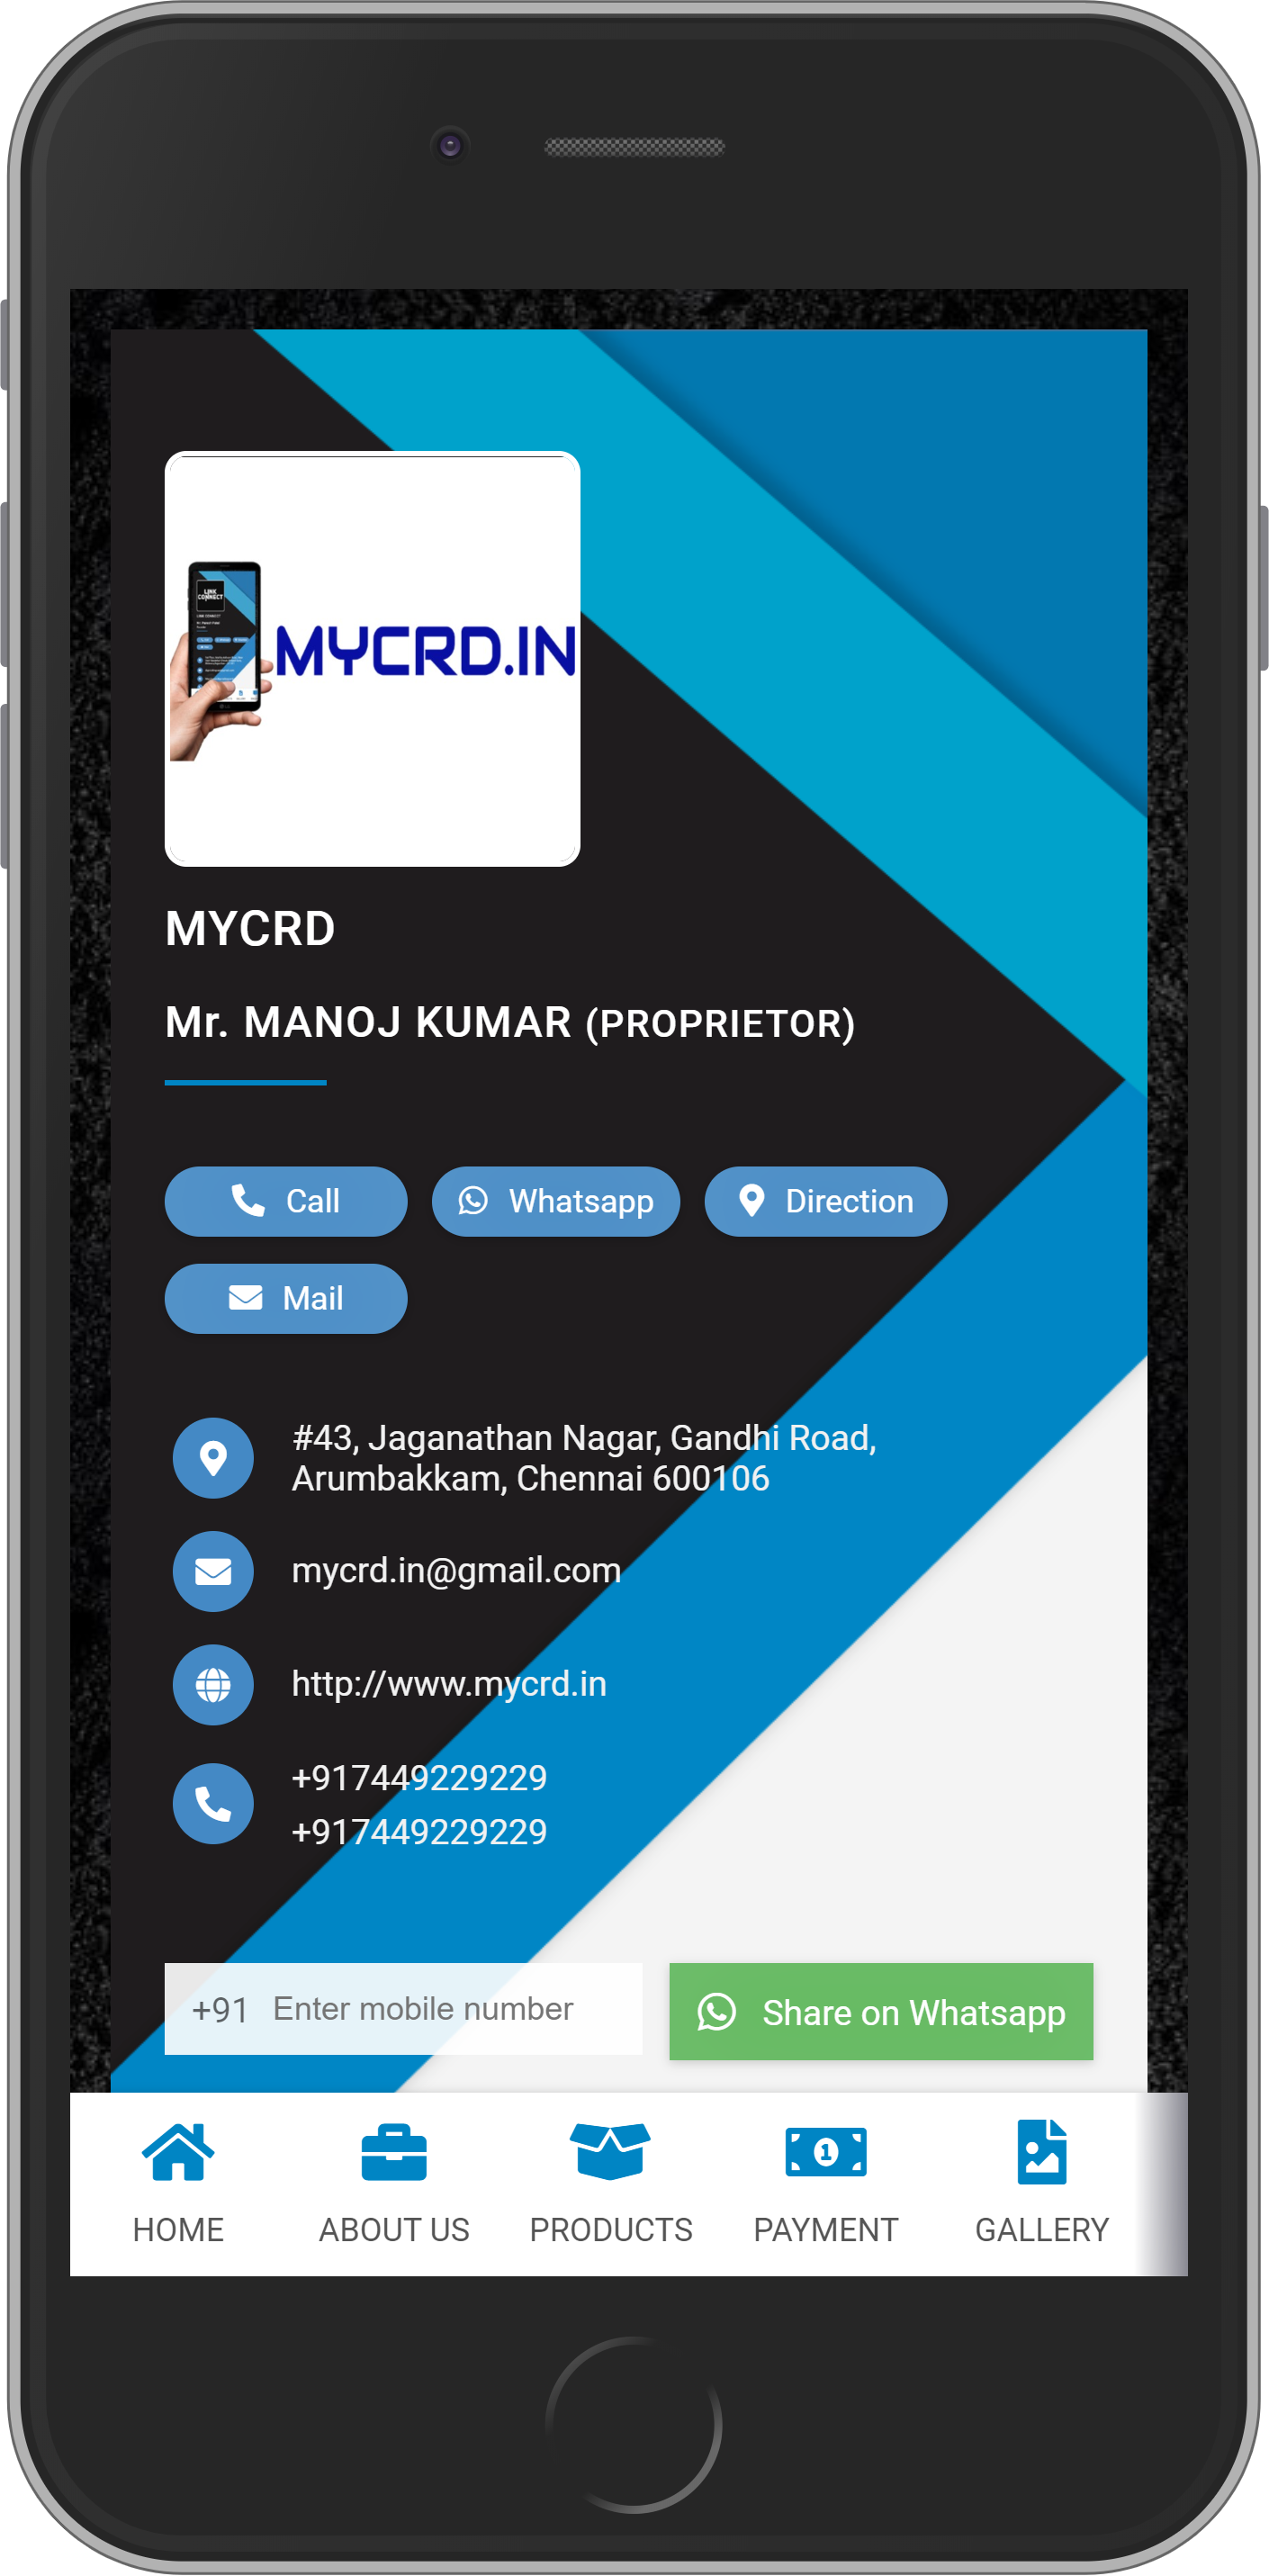 LINK
CONNECT
MYCRD.IN
MYCRD
Mr. MANOJ KUMAR (PROPRIETOR)
Call
Whatsapp
Direction
Mail
#43, Jaganathan Nagar, Gandhi Road,
Arumbakkam, Chennai 600106
mycrd.in@gmail.com
http://www.mycrd.in
+917449229229
+917449229229
+91 Enter mobile number
Share on Whatsapp
HOME
ABOUT US
PRODUCTS
PAYMENT
GALLERY